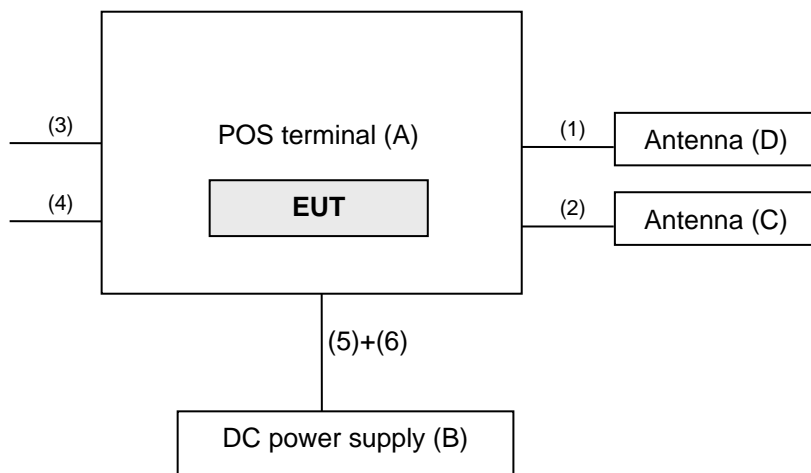 (3)
POS terminal (A)
(1)
Antenna (D)
(4)
EUT
(2)
Antenna (C)
(5)+(6)
DC power supply (B)